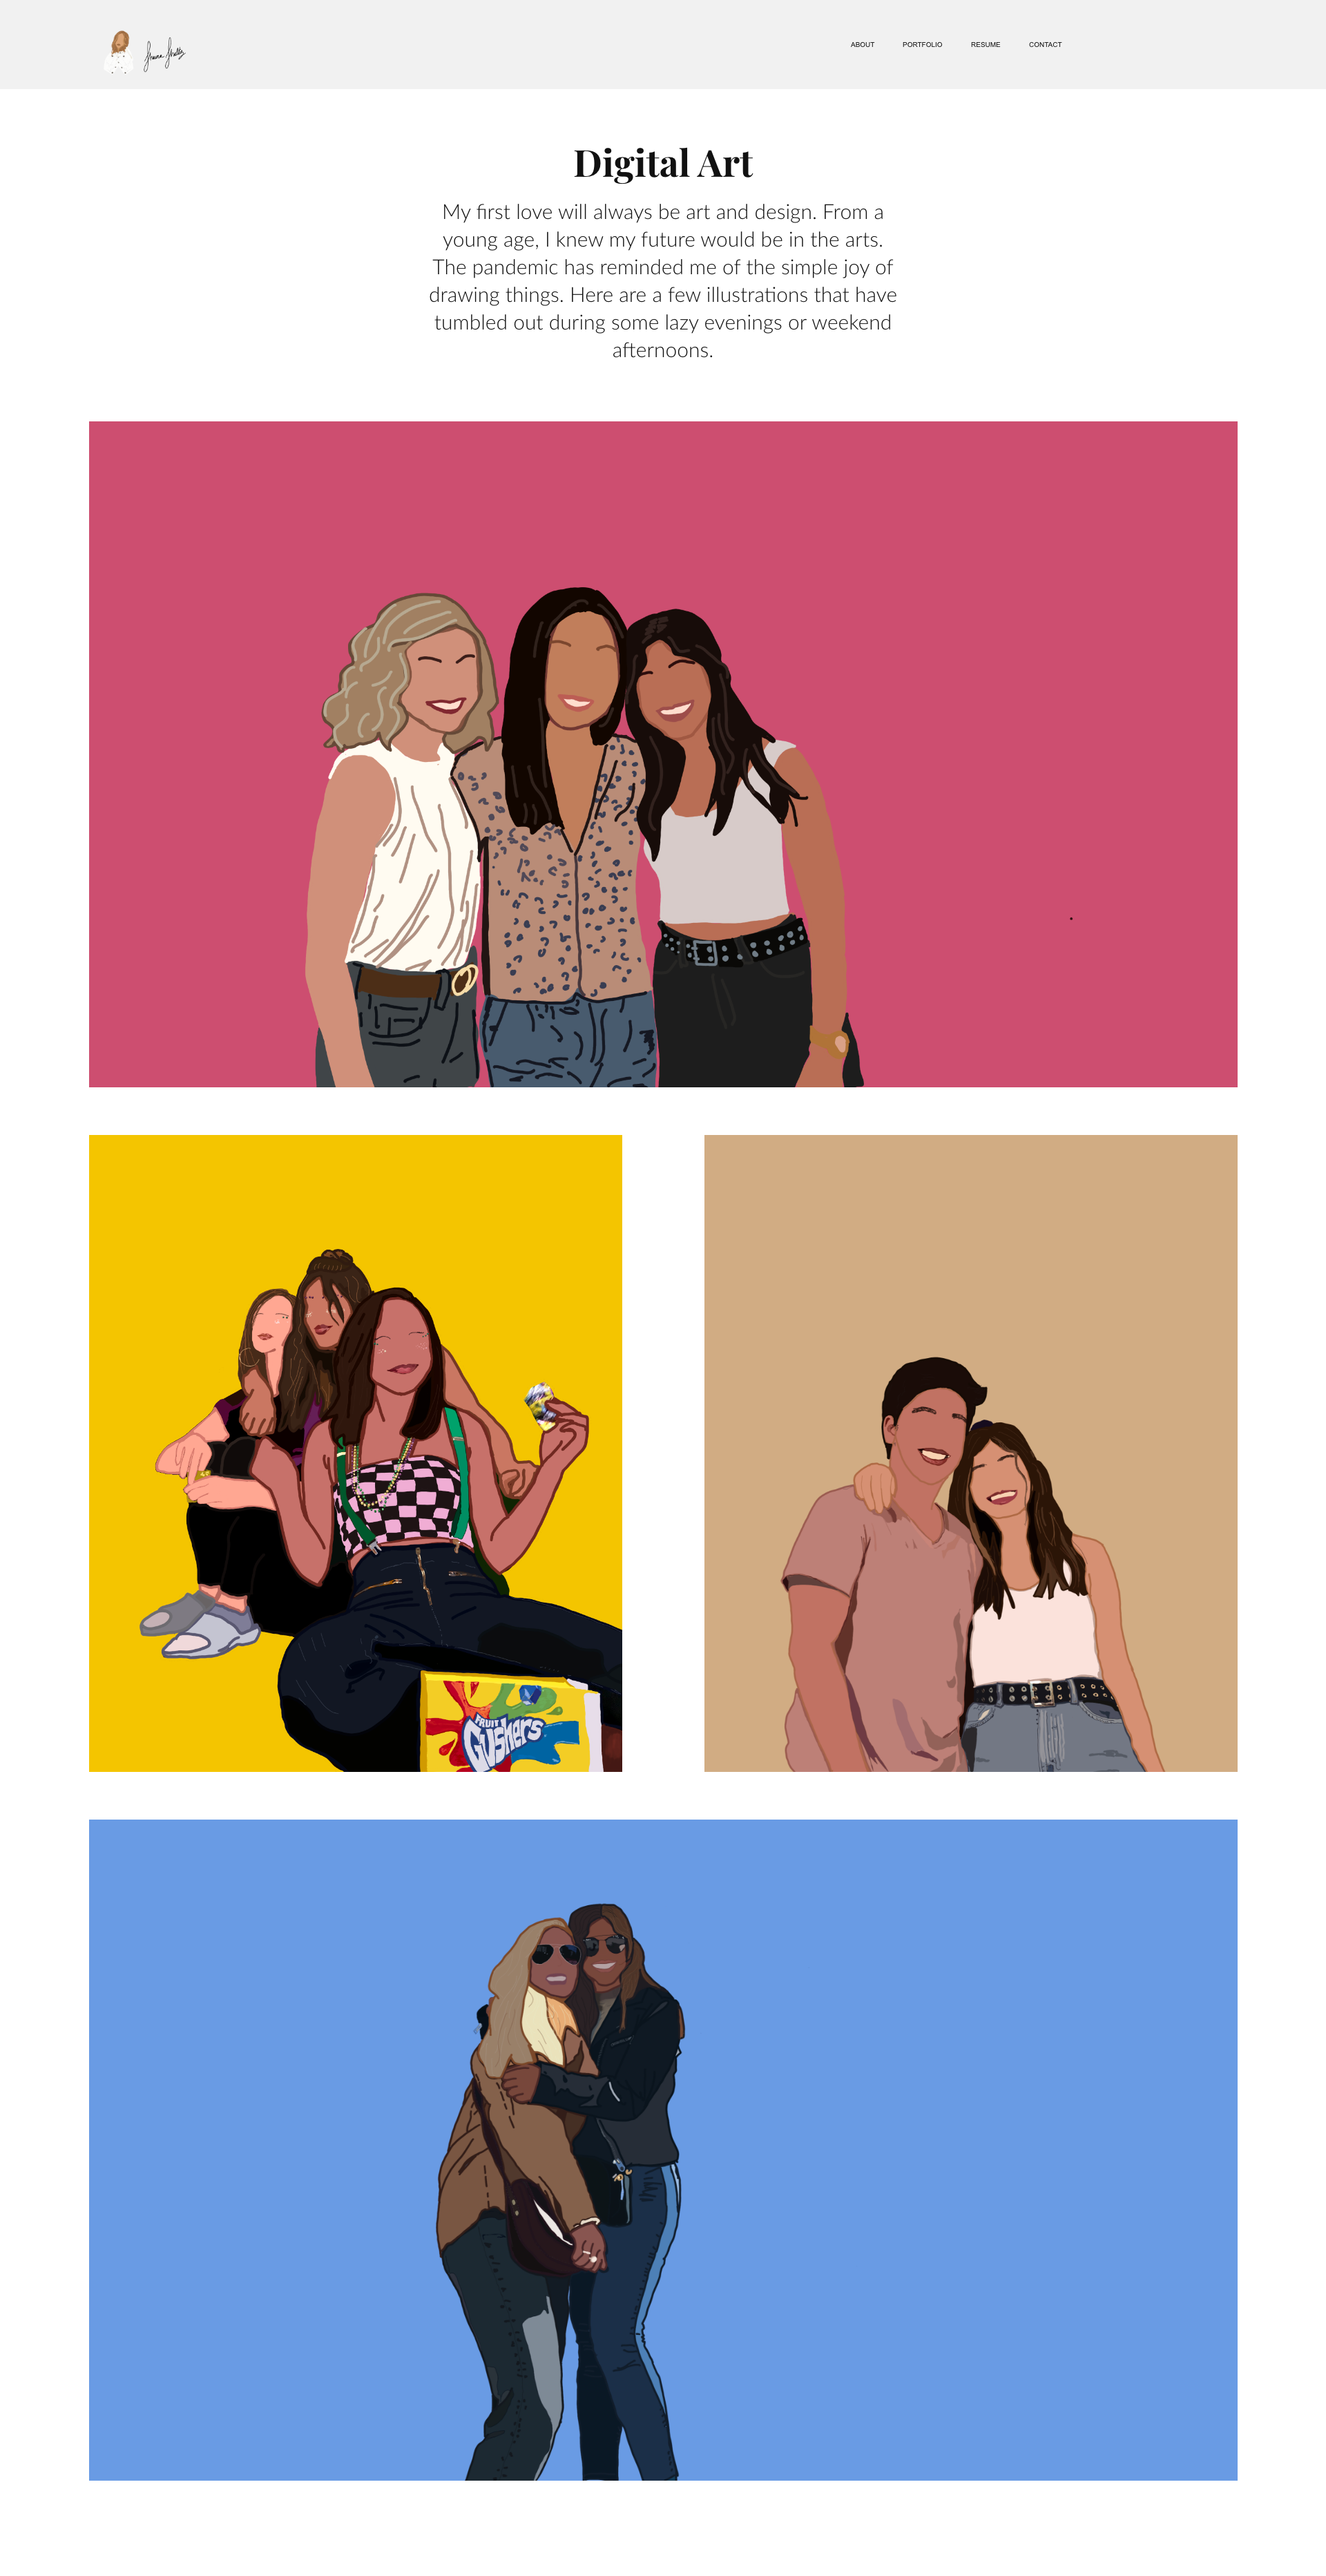 ABOUT PORTFOLIO RESUME CONTACT
Digital Art
My first love will always be art and design. From a
young age, I knew my future would be in the arts.
The pandemic has reminded me of the simple joy of
drawing things. Here are a few illustrations that have
tumbled out during some lazy evenings or weekend
afternoons.
FRUIT
GUSHERS